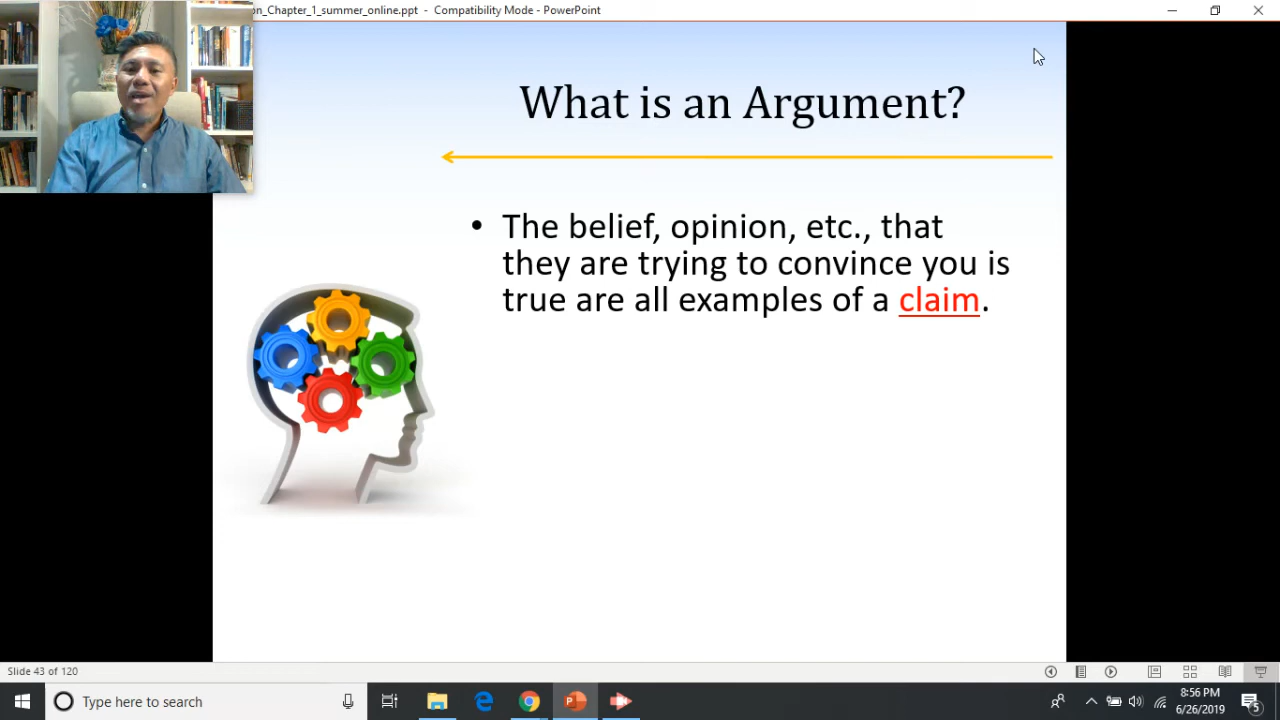 on_Chapter_1_summer_online.ppt - Compatibility Mode - PowerPoint
What is an Argument?
• The belief, opinion, etc., that
they are trying to convince you is
true are all examples of a claim.
Slide 43 of 120
Type here to search
8:56 PM
6/26/2019
5